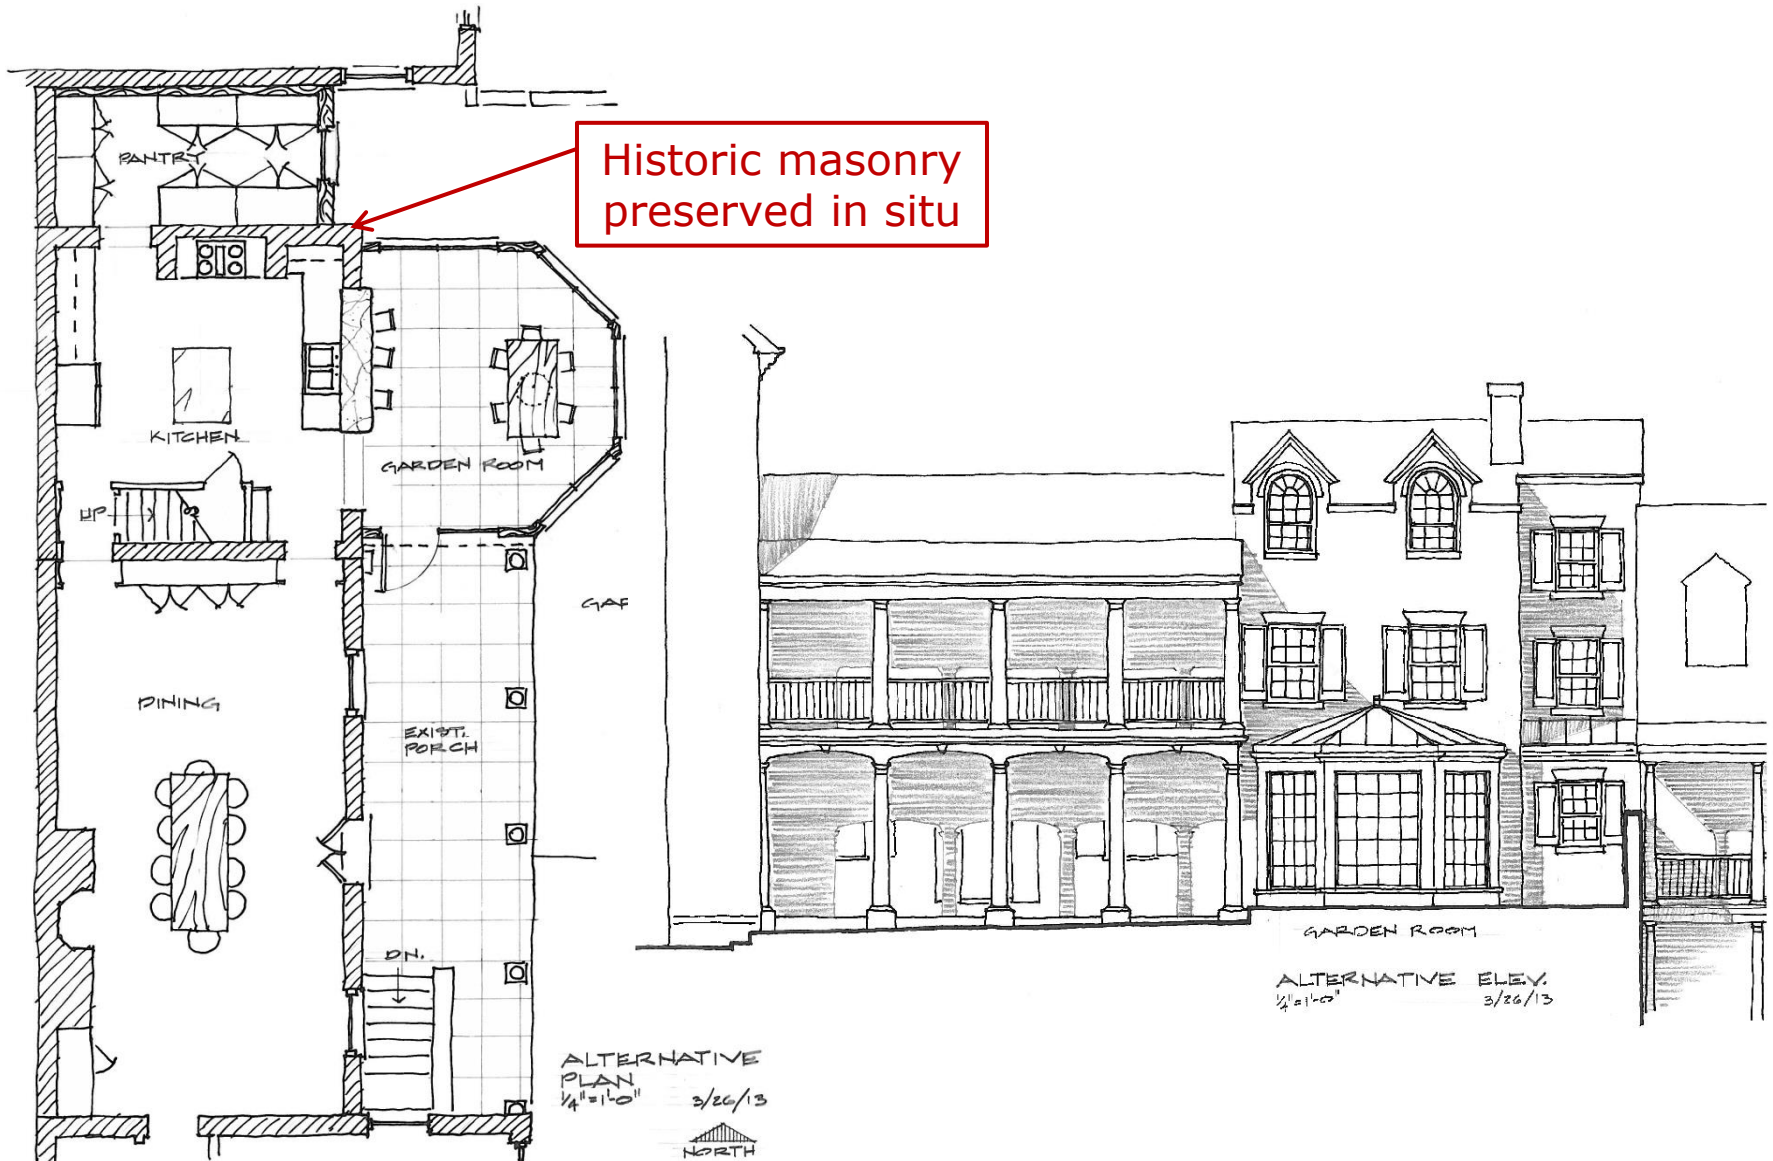 PANTRY
Historic masonry
preserved in situ
KITCHEN
GARDEN ROOM
UP
GAR
DINING
EXIST.
PORCH
DN.
GARDEN ROOM
ALTERNATIVE ELEV.
1/4"=1'-0" 3/26/13
ALTERNATIVE
PLAN
1/4"=1'-0" 3/26/13
NORTH